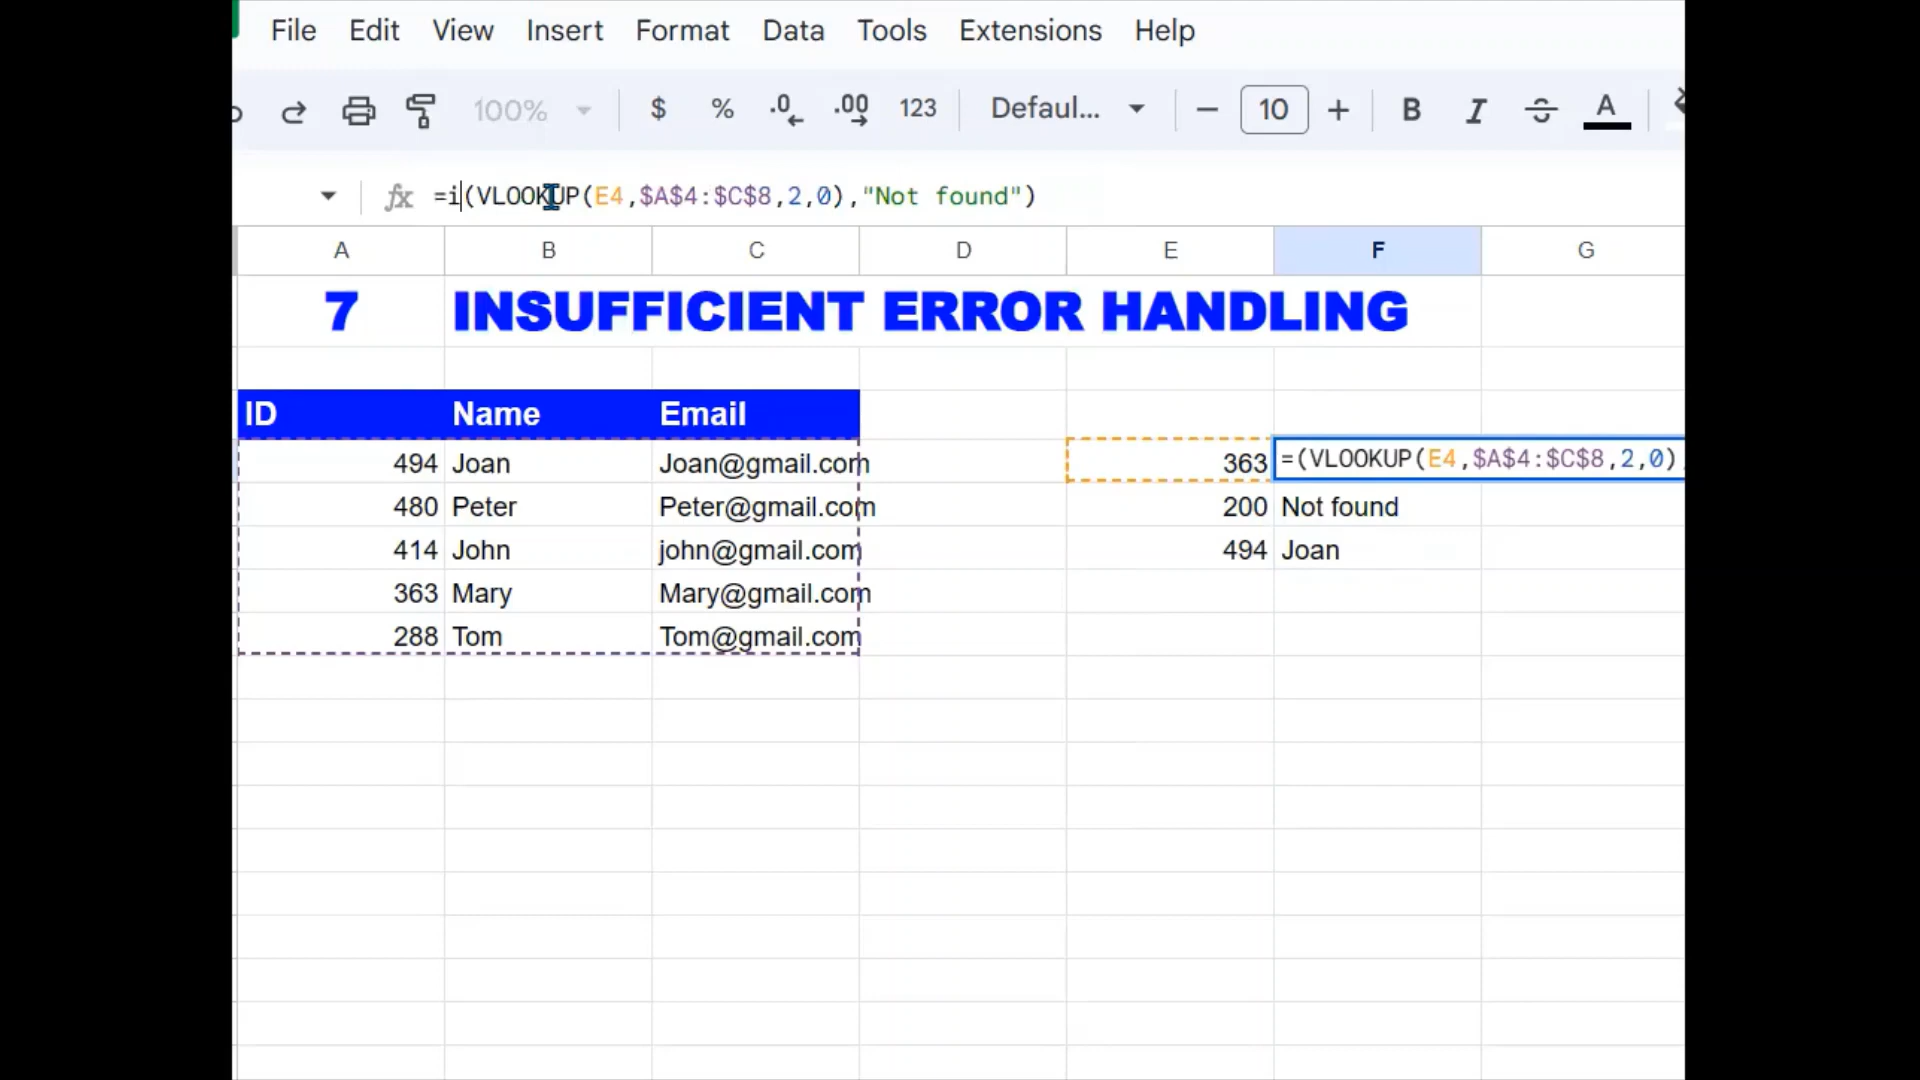 File Edit View Insert Format Data Tools Extensions Help
100% $ % .0 .00 123 Defaul... − 10 + B I S A
fx =i(VLOOKUP(E4,$A$4:$C$8,2,0),"Not found")
A B C D E F G
7 INSUFFICIENT ERROR HANDLING
ID Name Email
494 Joan Joan@gmail.com 363 =(VLOOKUP(E4,$A$4:$C$8,2,0)
480 Peter Peter@gmail.com 200 Not found
414 John john@gmail.com 494 Joan
363 Mary Mary@gmail.com
288 Tom Tom@gmail.com